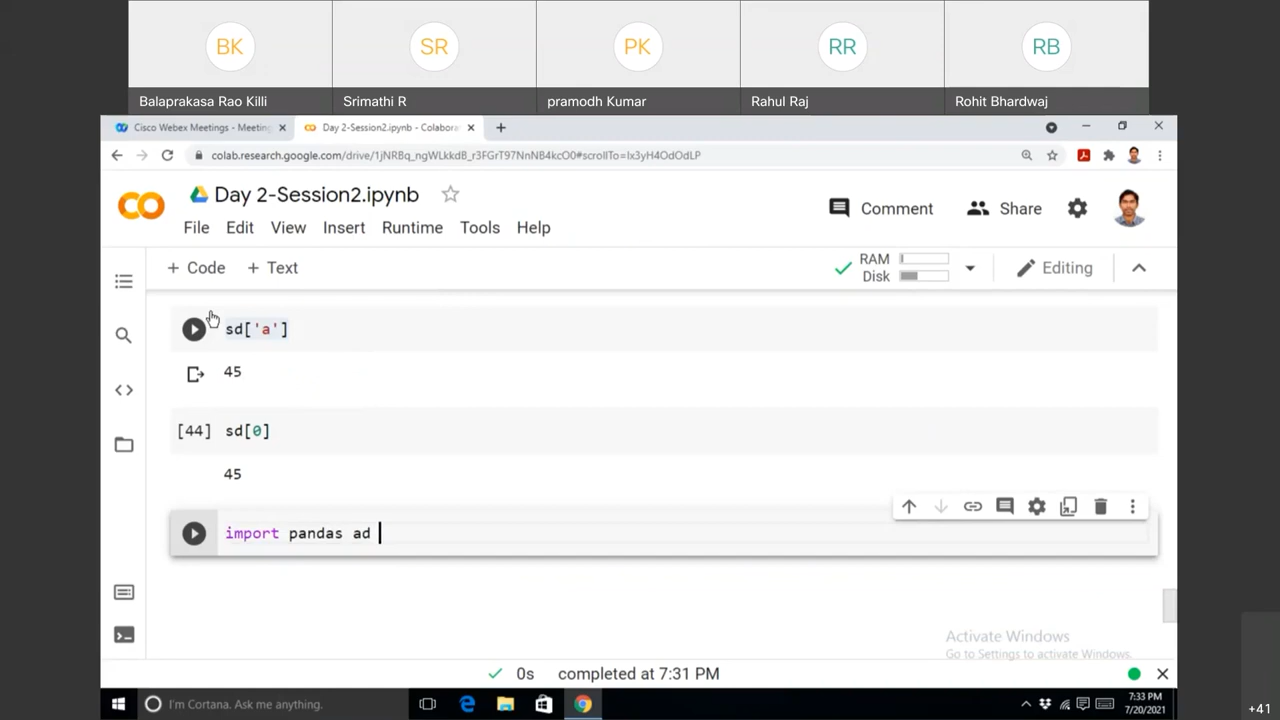 BK
SR
PK
RR
RB
Balaprakasa Rao Killi
Srimathi R
pramodh Kumar
Rahul Raj
Rohit Bhardwaj
Cisco Webex Meetings - Meeting
Day 2-Session2.ipynb - Colabora
colab.research.google.com/drive/1jNRBq_ngWLkkdB_r3FGrT97NnNB4kcO0#scrollTo=lx3yH4OdOdLP
CO
Day 2-Session2.ipynb
Comment
Share
File Edit View Insert Runtime Tools Help
+ Code + Text
RAM
Disk
Editing
sd['a']
45
[44] sd[0]
45
import pandas ad
Activate Windows
Go to Settings to activate Windows.
0s completed at 7:31 PM
I'm Cortana. Ask me anything.
7:33 PM
7/20/2021
+41